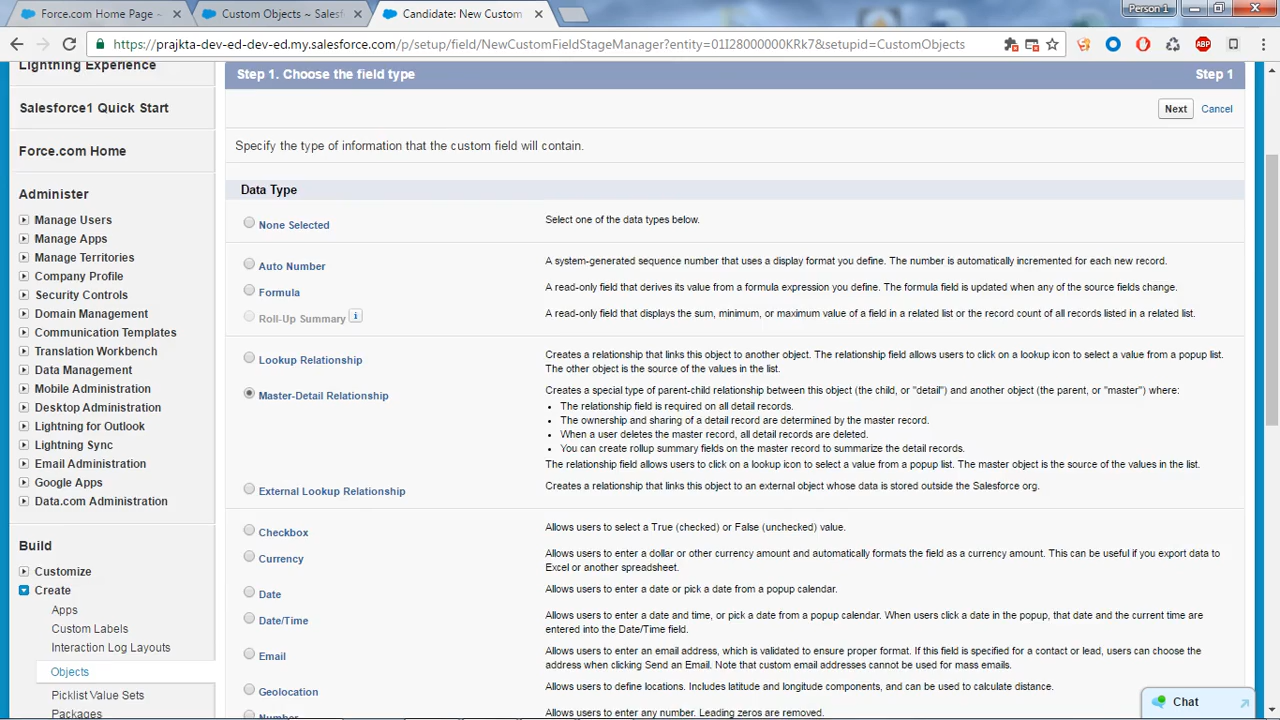 Force.com Home Page ~
Custom Objects ~ Salesf
Candidate: New Custom
Person 1
https://prajkta-dev-ed-dev-ed.my.salesforce.com/p/setup/field/NewCustomFieldStageManager?entity=01I28000000KRk7&setupid=CustomObjects
ABP
Lightning Experience
Salesforce1 Quick Start
Force.com Home
Administer
Manage Users
Manage Apps
Manage Territories
Company Profile
Security Controls
Domain Management
Communication Templates
Translation Workbench
Data Management
Mobile Administration
Desktop Administration
Lightning for Outlook
Lightning Sync
Email Administration
Google Apps
Data.com Administration
Build
Customize
Create
Apps
Custom Labels
Interaction Log Layouts
Objects
Picklist Value Sets
Packages
Step 1. Choose the field type
Step 1
Next
Cancel
Specify the type of information that the custom field will contain.
Data Type
None Selected
Select one of the data types below.
Auto Number
A system-generated sequence number that uses a display format you define. The number is automatically incremented for each new record.
Formula
A read-only field that derives its value from a formula expression you define. The formula field is updated when any of the source fields change.
Roll-Up Summary i
A read-only field that displays the sum, minimum, or maximum value of a field in a related list or the record count of all records listed in a related list.
Lookup Relationship
Creates a relationship that links this object to another object. The relationship field allows users to click on a lookup icon to select a value from a popup list.
The other object is the source of the values in the list.
Master-Detail Relationship
Creates a special type of parent-child relationship between this object (the child, or "detail") and another object (the parent, or "master") where:
• The relationship field is required on all detail records.
• The ownership and sharing of a detail record are determined by the master record.
• When a user deletes the master record, all detail records are deleted.
• You can create rollup summary fields on the master record to summarize the detail records.
The relationship field allows users to click on a lookup icon to select a value from a popup list. The master object is the source of the values in the list.
External Lookup Relationship
Creates a relationship that links this object to an external object whose data is stored outside the Salesforce org.
Checkbox
Allows users to select a True (checked) or False (unchecked) value.
Currency
Allows users to enter a dollar or other currency amount and automatically formats the field as a currency amount. This can be useful if you export data to
Excel or another spreadsheet.
Date
Allows users to enter a date or pick a date from a popup calendar.
Date/Time
Allows users to enter a date and time, or pick a date from a popup calendar. When users click a date in the popup, that date and the current time are
entered into the Date/Time field.
Email
Allows users to enter an email address, which is validated to ensure proper format. If this field is specified for a contact or lead, users can choose the
address when clicking Send an Email. Note that custom email addresses cannot be used for mass emails.
Geolocation
Allows users to define locations. Includes latitude and longitude components, and can be used to calculate distance.
Number
Allows users to enter any number. Leading zeros are removed.
Chat